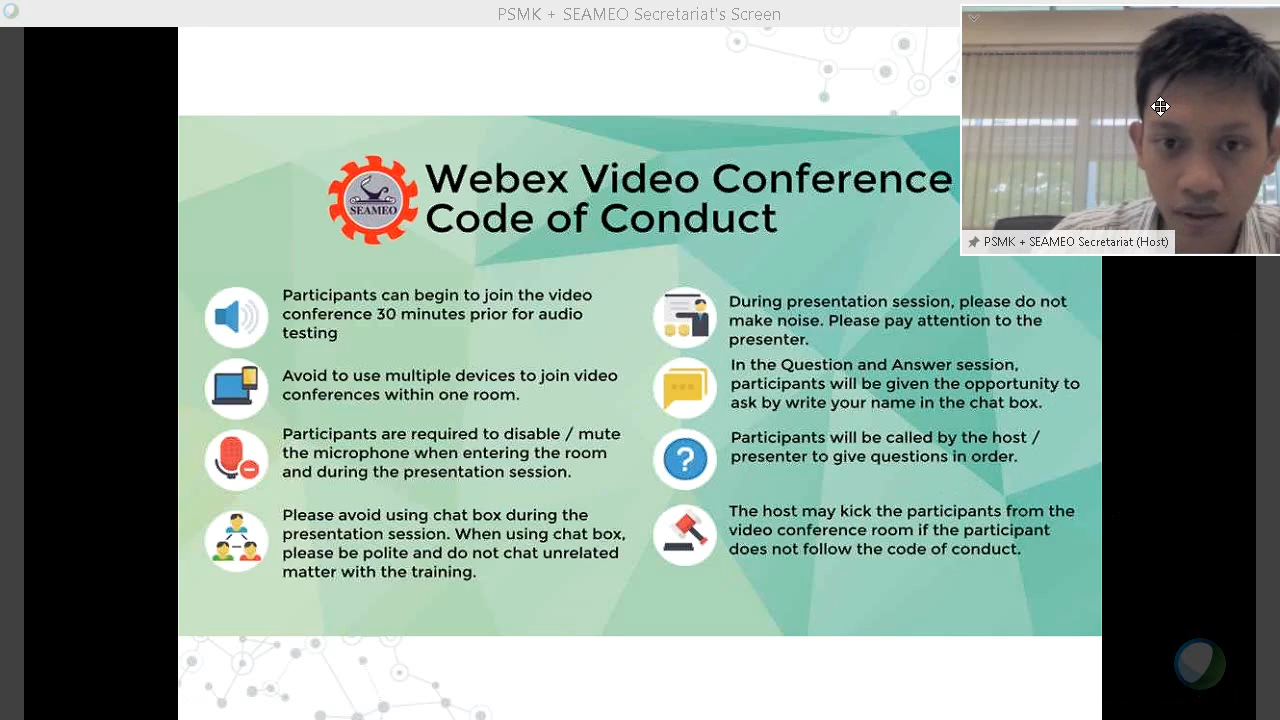 PSMK + SEAMEO Secretariat's Screen
PSMK + SEAMEO Secretariat (Host)
Webex Video Conference
Code of Conduct
SEAMEO
Participants can begin to join the video
conference 30 minutes prior for audio
testing
Avoid to use multiple devices to join video
conferences within one room.
Participants are required to disable / mute
the microphone when entering the room
and during the presentation session.
Please avoid using chat box during the
presentation session. When using chat box,
please be polite and do not chat unrelated
matter with the training.
During presentation session, please do not
make noise. Please pay attention to the
presenter.
In the Question and Answer session,
participants will be given the opportunity to
ask by write your name in the chat box.
?
Participants will be called by the host /
presenter to give questions in order.
The host may kick the participants from the
video conference room if the participant
does not follow the code of conduct.